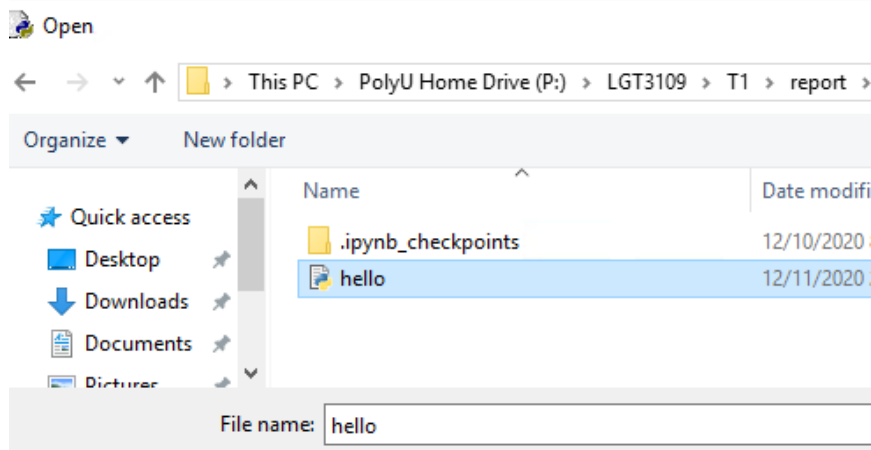 Open
This PC > PolyU Home Drive (P:) > LGT3109 > T1 > report >
Organize New folder
Name Date modifi
Quick access
.ipynb_checkpoints 12/10/2020
Desktop
hello 12/11/2020
Downloads
Documents
Pictures
File name: hello